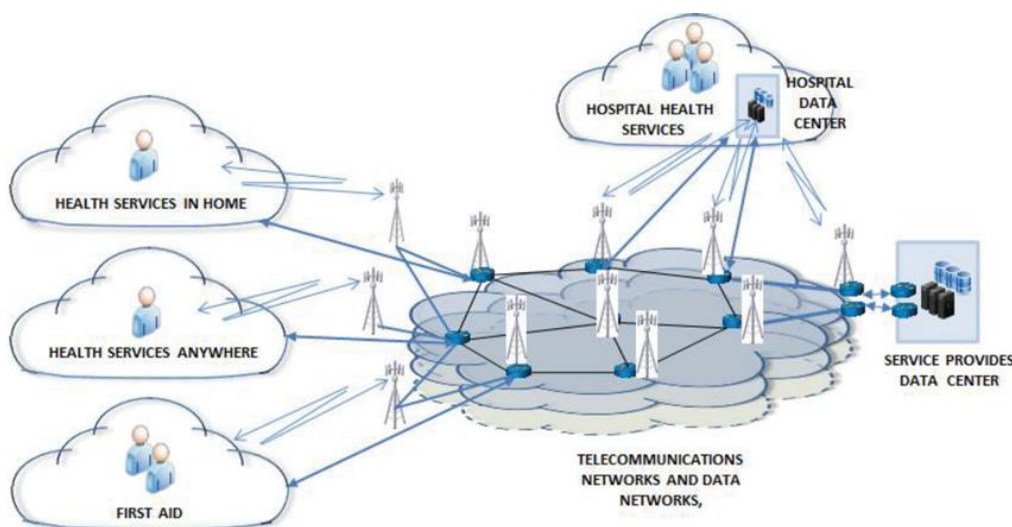 HOSPITAL HEALTH
SERVICES
HOSPITAL
DATA
CENTER
HEALTH SERVICES IN HOME
HEALTH SERVICES ANYWHERE
FIRST AID
SERVICE PROVIDES
DATA CENTER
TELECOMMUNICATIONS
NETWORKS AND DATA
NETWORKS,